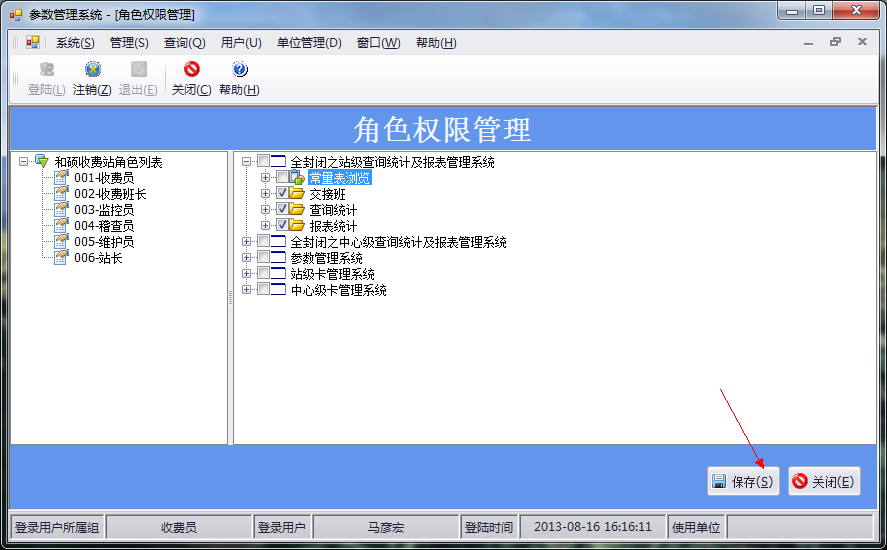 参数管理系统 - [角色权限管理]
系统(S) 管理(S) 查询(Q) 用户(U) 单位管理(D) 窗口(W) 帮助(H)
登陆(L) 注销(Z) 退出(E) 关闭(C) 帮助(H)
角色权限管理
和硕收费站角色列表
001-收费员
002-收费班长
003-监控员
004-稽查员
005-维护员
006-站长
全封闭之站级查询统计及报表管理系统
常量表浏览
交接班
查询统计
报表统计
全封闭之中心级查询统计及报表管理系统
参数管理系统
站级卡管理系统
中心级卡管理系统
保存(S) 关闭(E)
登录用户所属组 收费员 登录用户 马彦宏 登陆时间 2013-08-16 16:16:11 使用单位